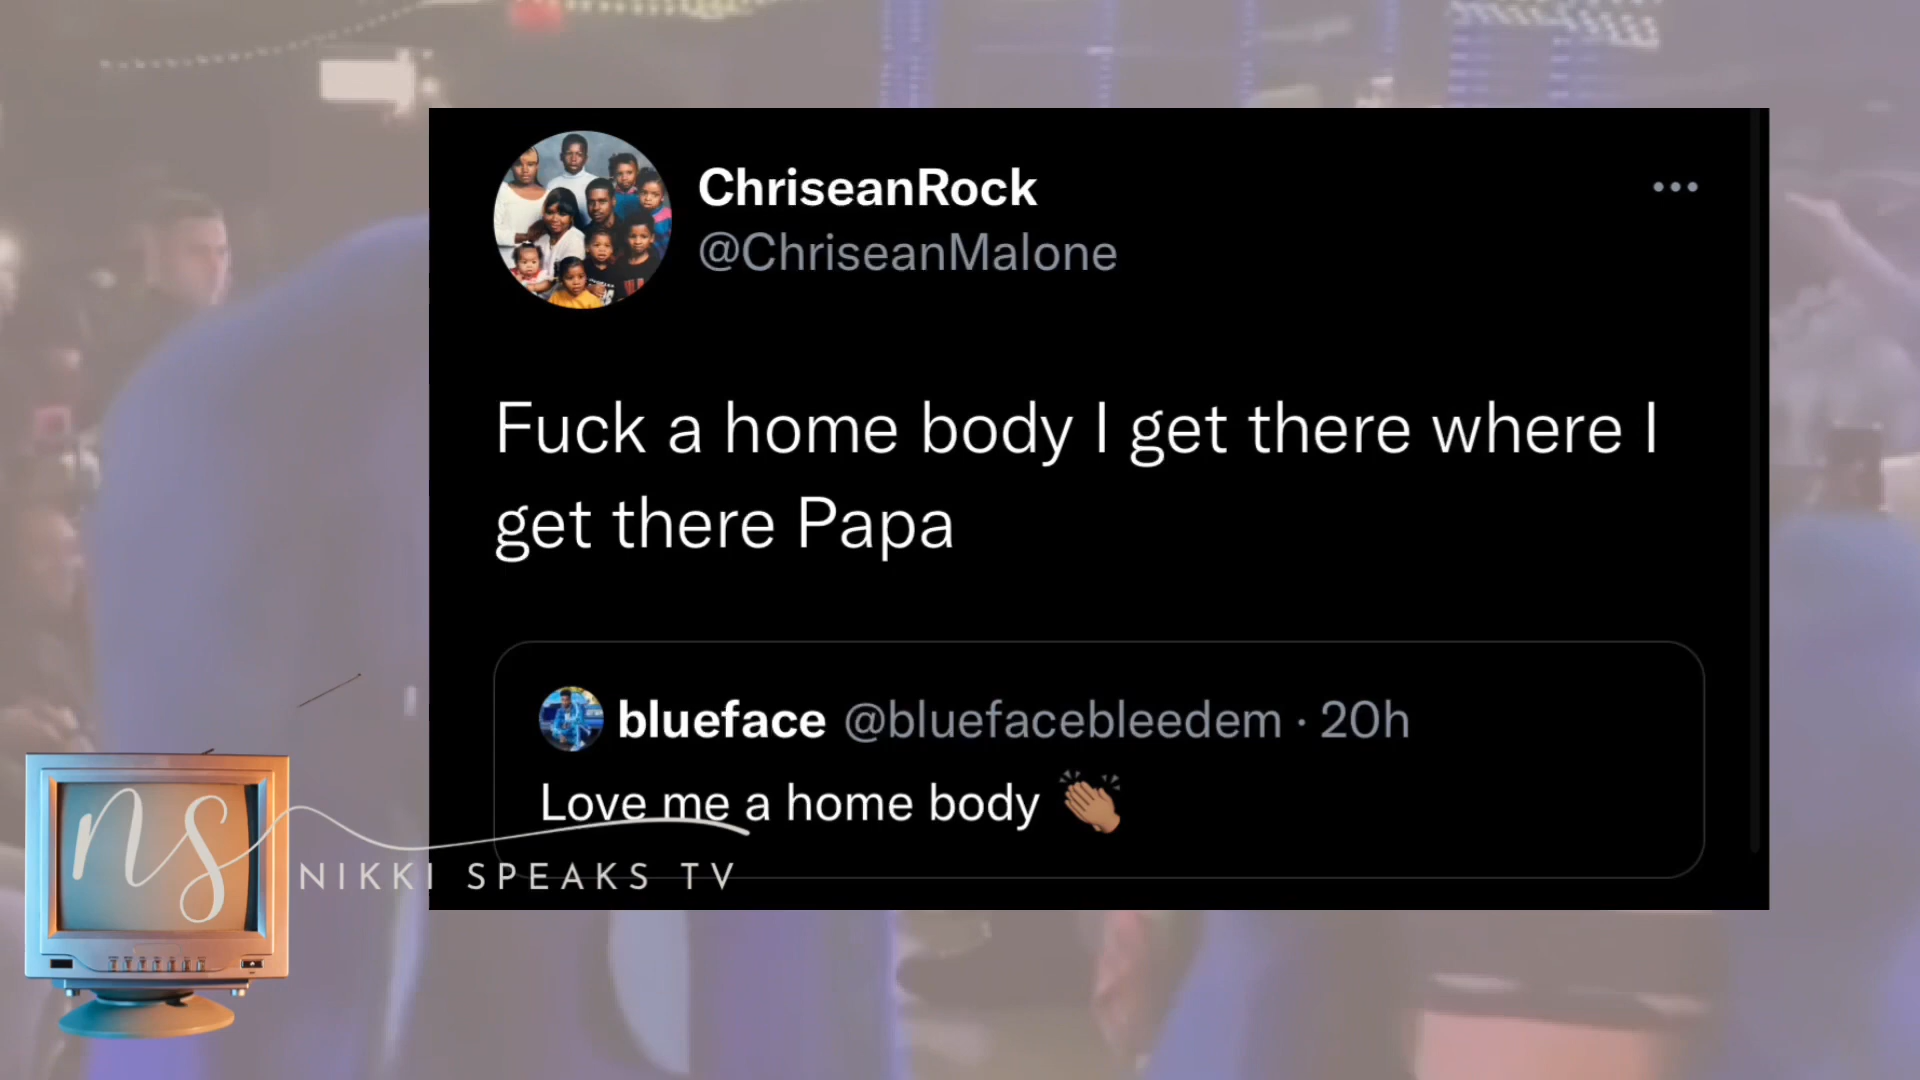 ChriseanRock
@ChriseanMalone
Fuck a home body I get there where I
get there Papa
blueface @bluefacebleedem · 20h
Love me a home body 👏🏽
ns
NIKKI SPEAKS TV